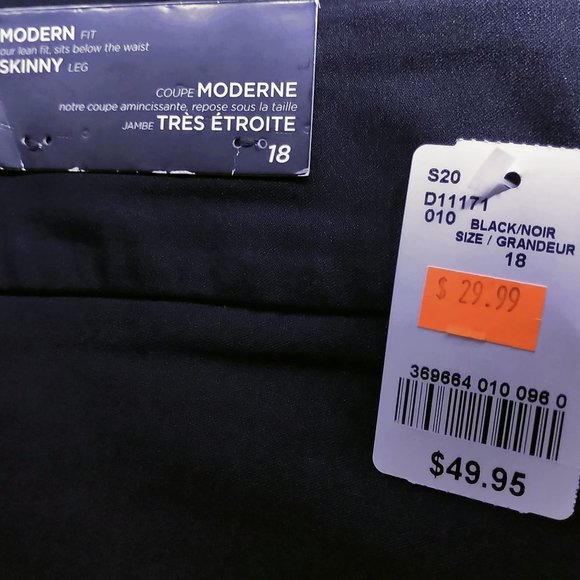 MODERN FIT
our lean fit, sits below the waist
SKINNY LEG
COUPE MODERNE
notre coupe amincissante, repose sous la taille
JAMBE TRÈS ÉTROITE
18
S20
D11171
010 BLACK/NOIR
SIZE / GRANDEUR
18
$ 29.99
369664 010 096 0
$49.95